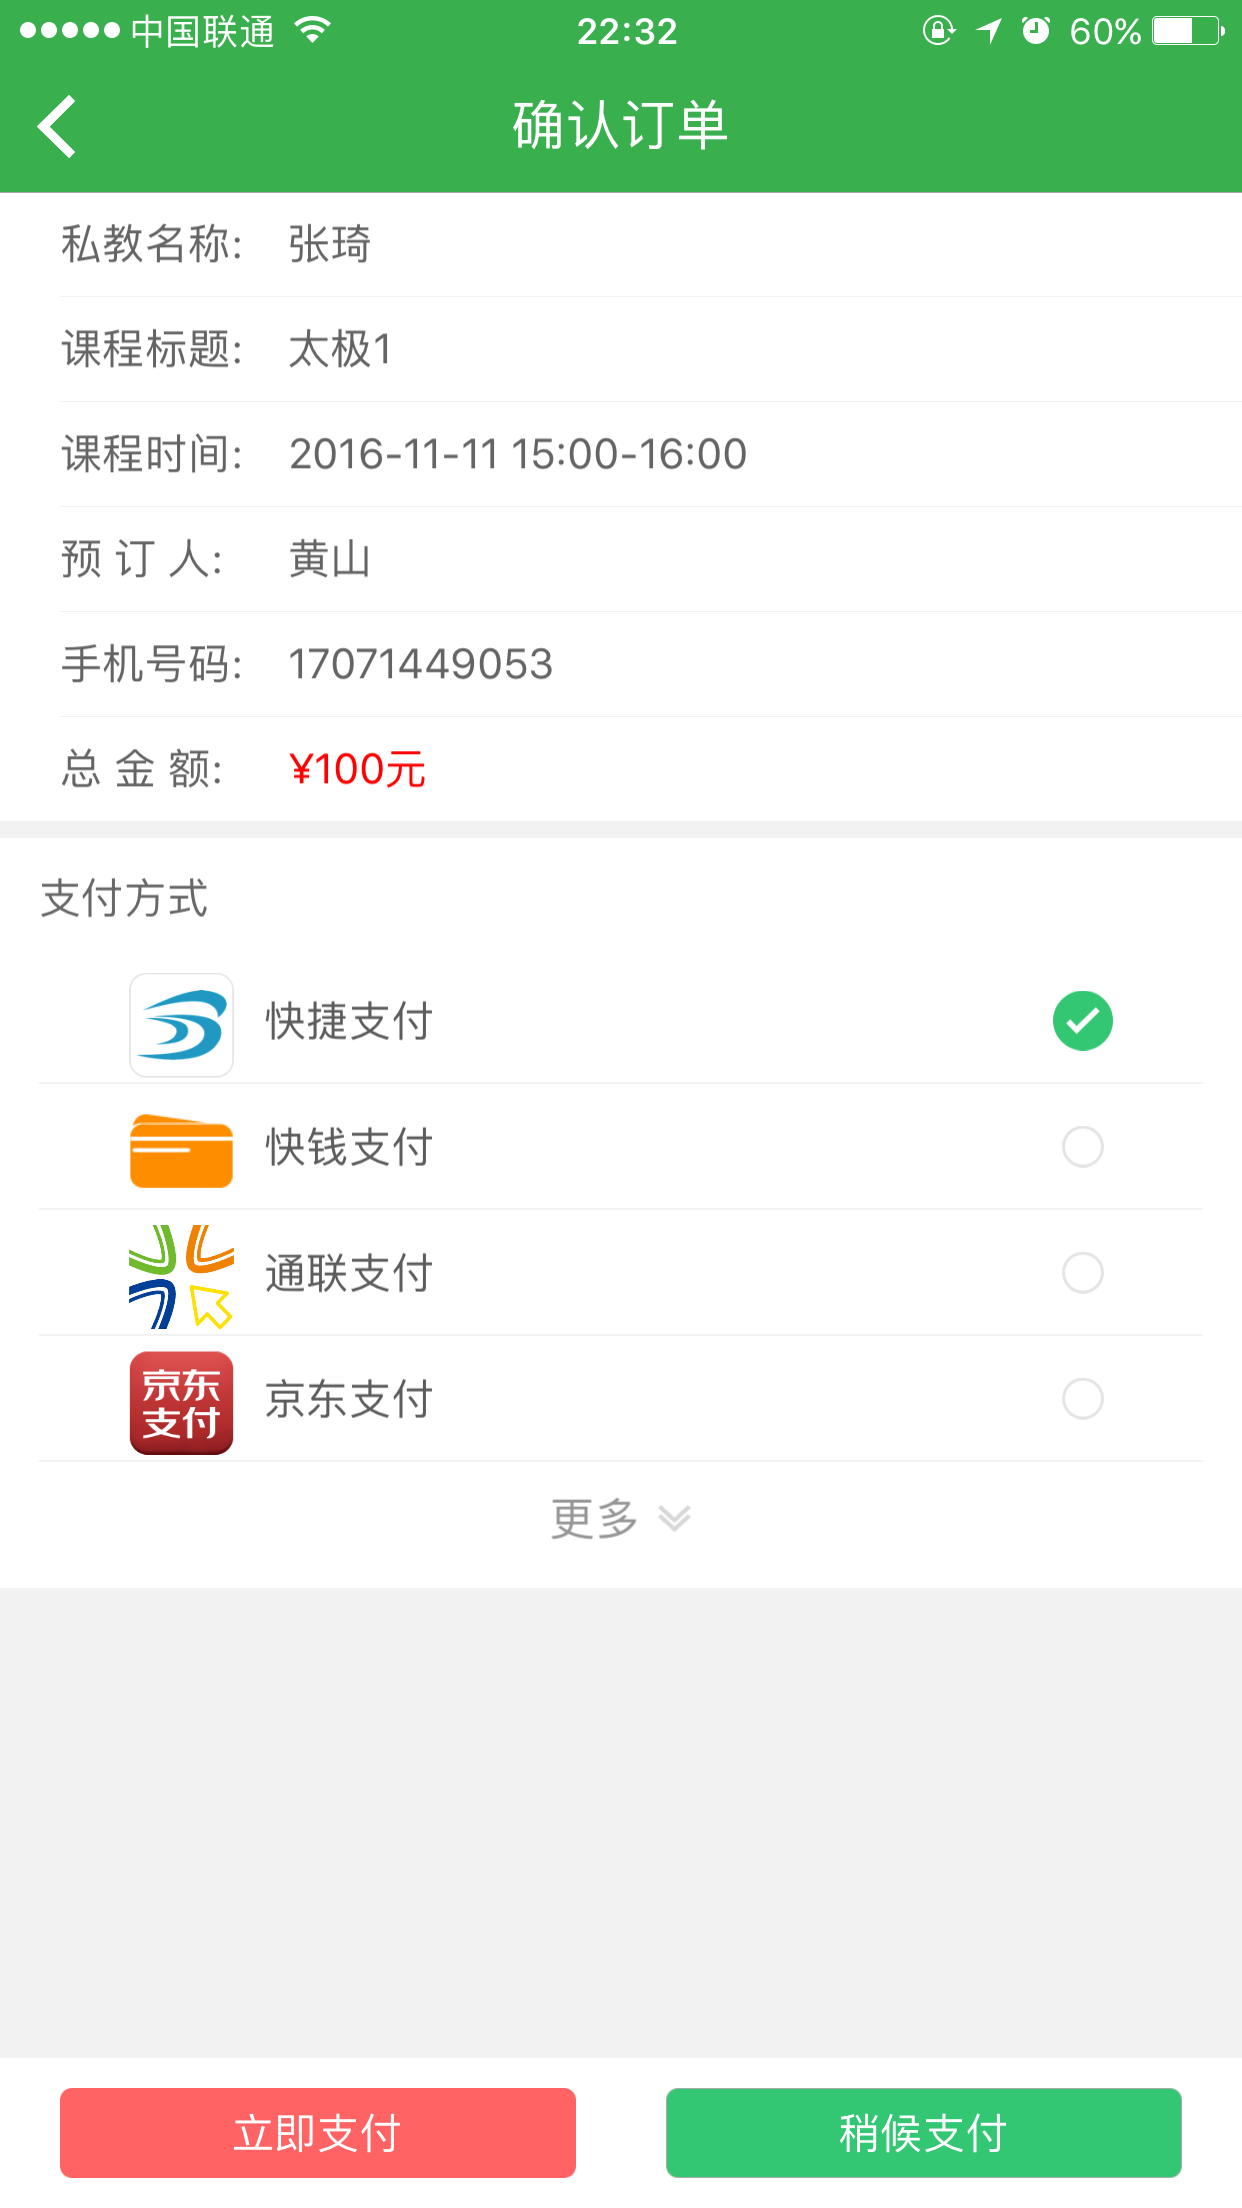 中国联通 22:32 60%
确认订单
私教名称: 张琦
课程标题: 太极1
课程时间: 2016-11-11 15:00-16:00
预 订 人: 黄山
手机号码: 17071449053
总 金 额: ¥100元
支付方式
快捷支付
快钱支付
通联支付
京东
支付
京东支付
更多
立即支付 稍候支付